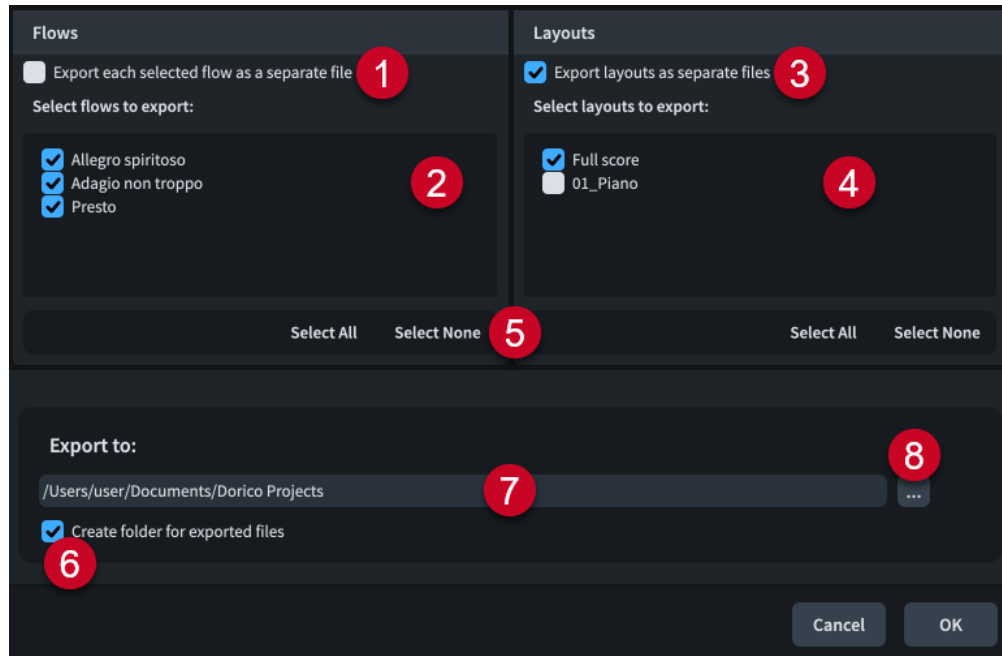 Flows
Export each selected flow as a separate file 1
Select flows to export:
Allegro spiritoso
Adagio non troppo
Presto
2
Select All Select None 5
Layouts
Export layouts as separate files 3
Select layouts to export:
Full score
01_Piano
4
Select All Select None
Export to:
8
/Users/user/Documents/Dorico Projects 7 ...
Create folder for exported files
6
Cancel OK